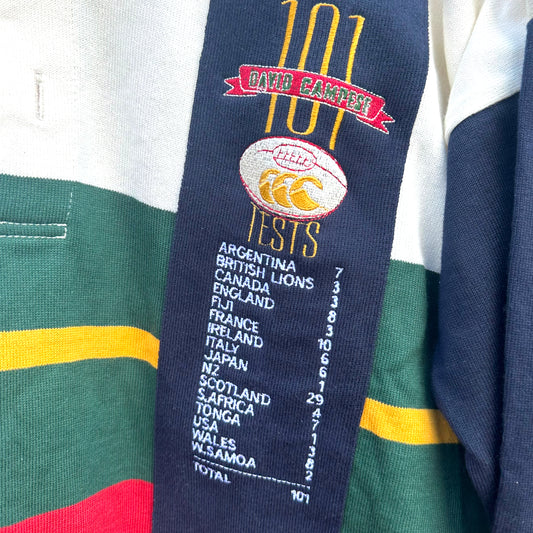 101
DAVID CAMPESE
TESTS
ARGENTINA 7
BRITISH LIONS 3
CANADA 3
ENGLAND 8
FIJI 3
FRANCE 10
IRELAND 6
ITALY 6
JAPAN 1
NZ 29
SCOTLAND 4
S.AFRICA 7
TONGA 1
USA 3
WALES 8
W.SAMOA 2
TOTAL 101